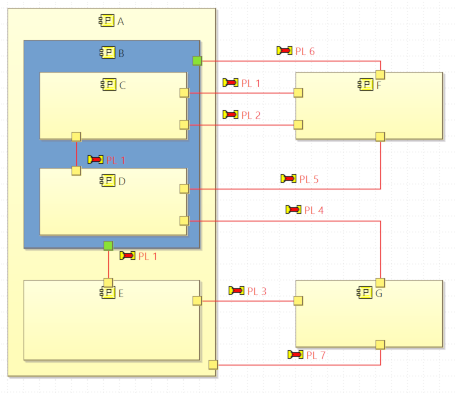 P A
P B
PL 6
P C
PL 1
P F
PL 2
PL 1
P D
PL 5
PL 4
PL 1
P E
PL 3
P G
PL 7